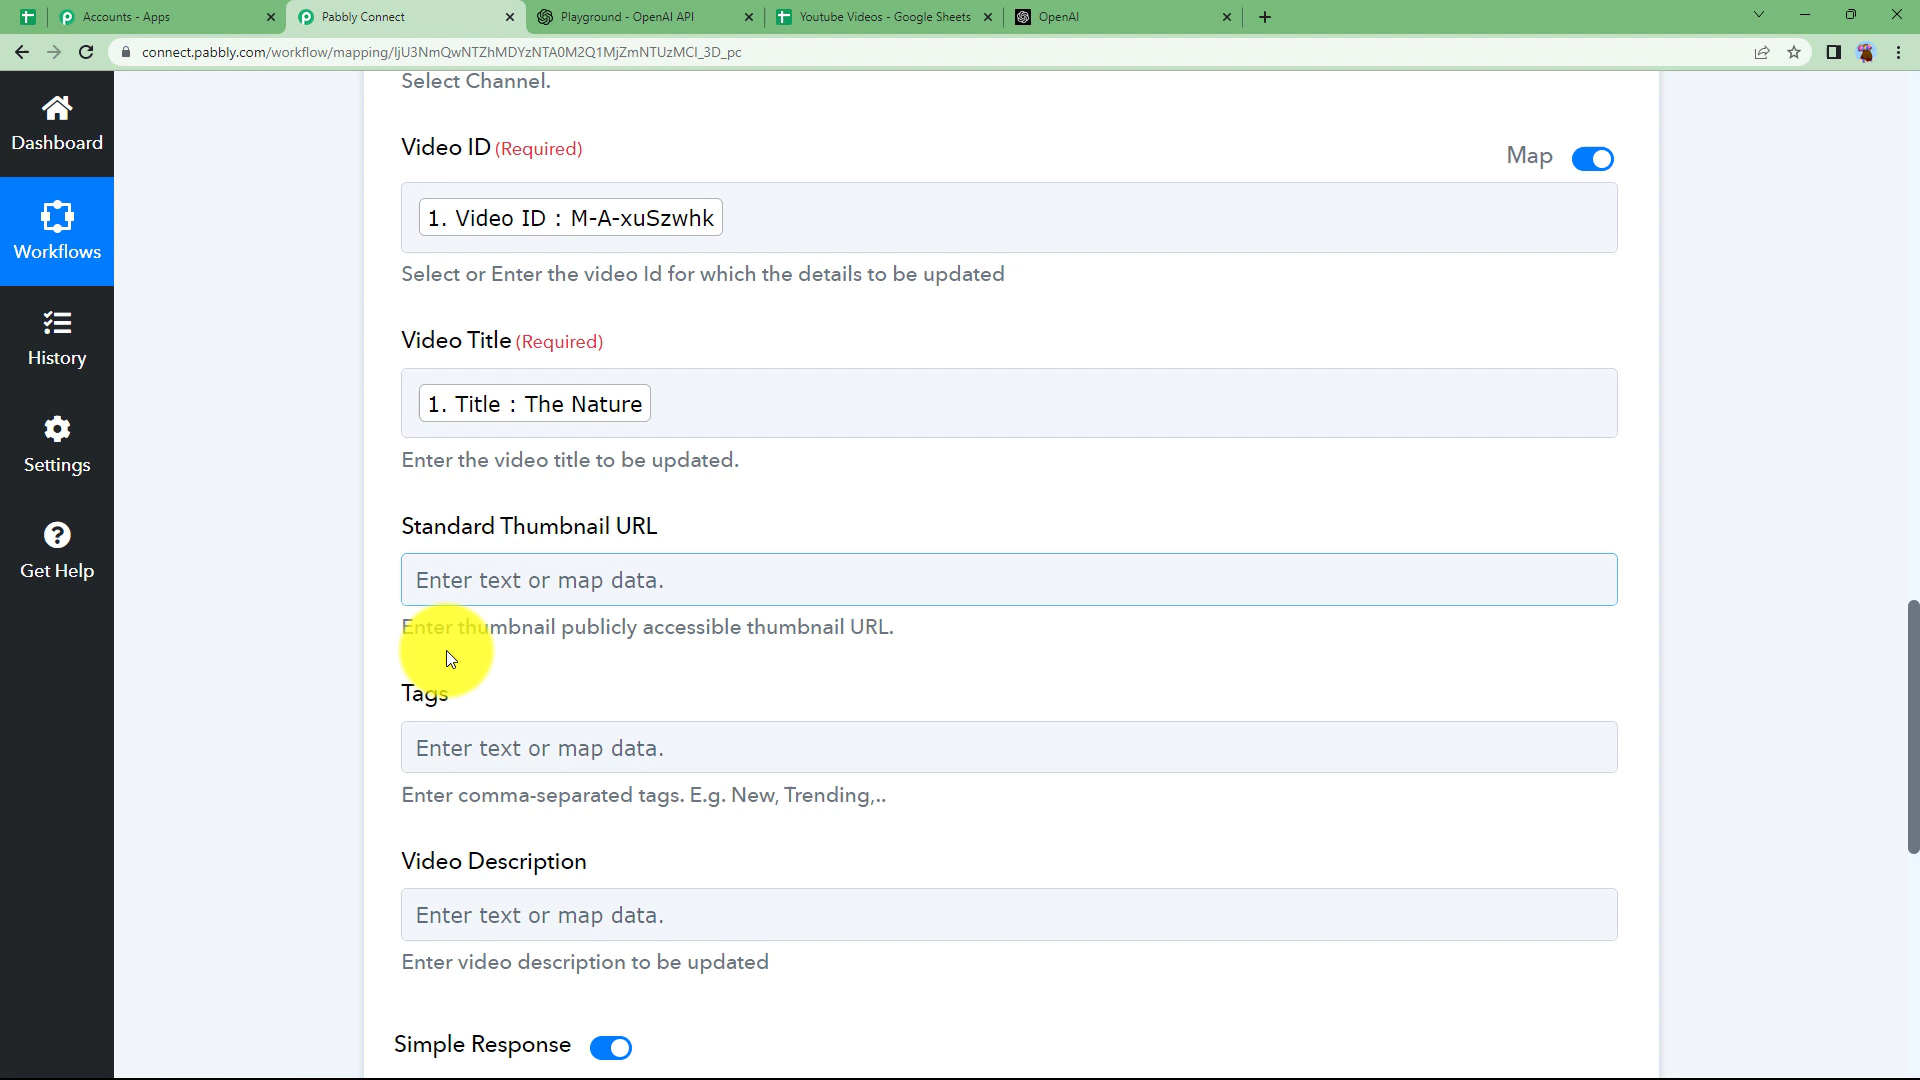 Accounts - Apps
Pabbly Connect
Playground - OpenAI API
Youtube Videos - Google Sheets
OpenAI
connect.pabbly.com/workflow/mapping/IjU3NmQwNTZhMDYzNTA0M2Q1MjZmNTUzMCI_3D_pc
Dashboard
Workflows
History
Settings
Get Help
Select Channel.
Video ID (Required)
Map
1. Video ID : M-A-xuSzwhk
Select or Enter the video Id for which the details to be updated
Video Title (Required)
1. Title : The Nature
Enter the video title to be updated.
Standard Thumbnail URL
Enter text or map data.
Enter thumbnail publicly accessible thumbnail URL.
Tags
Enter text or map data.
Enter comma-separated tags. E.g. New, Trending,..
Video Description
Enter text or map data.
Enter video description to be updated
Simple Response